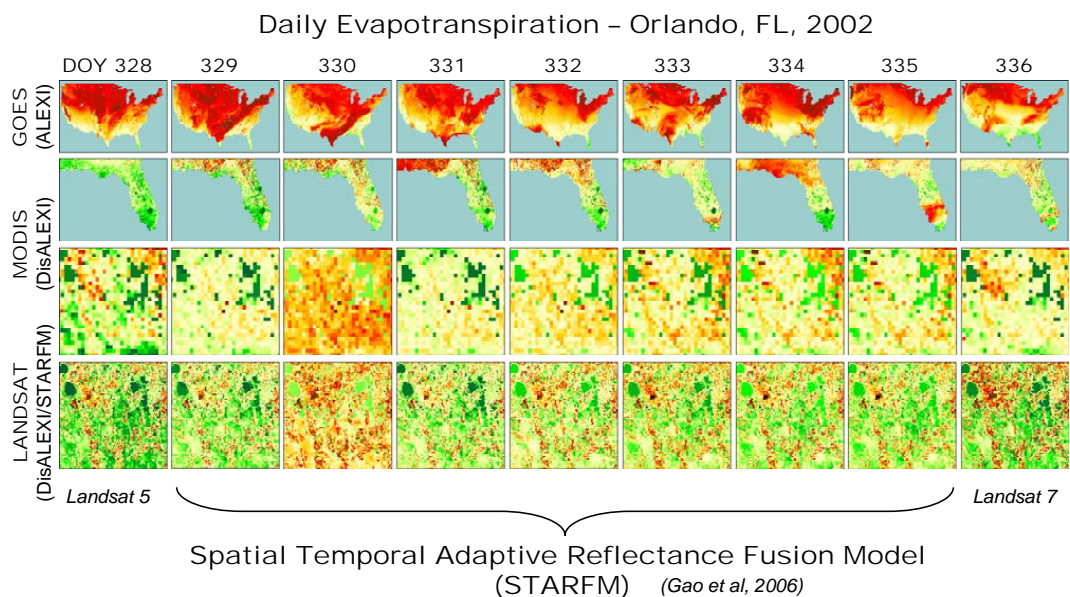 Daily Evapotranspiration – Orlando, FL, 2002
DOY 328 329 330 331 332 333 334 335 336
GOES
(ALEXI)
MODIS
(DisALEXI)
LANDSAT
(DisALEXI/STARFM)
Landsat 5
Landsat 7
Spatial Temporal Adaptive Reflectance Fusion Model
(STARFM) (Gao et al, 2006)